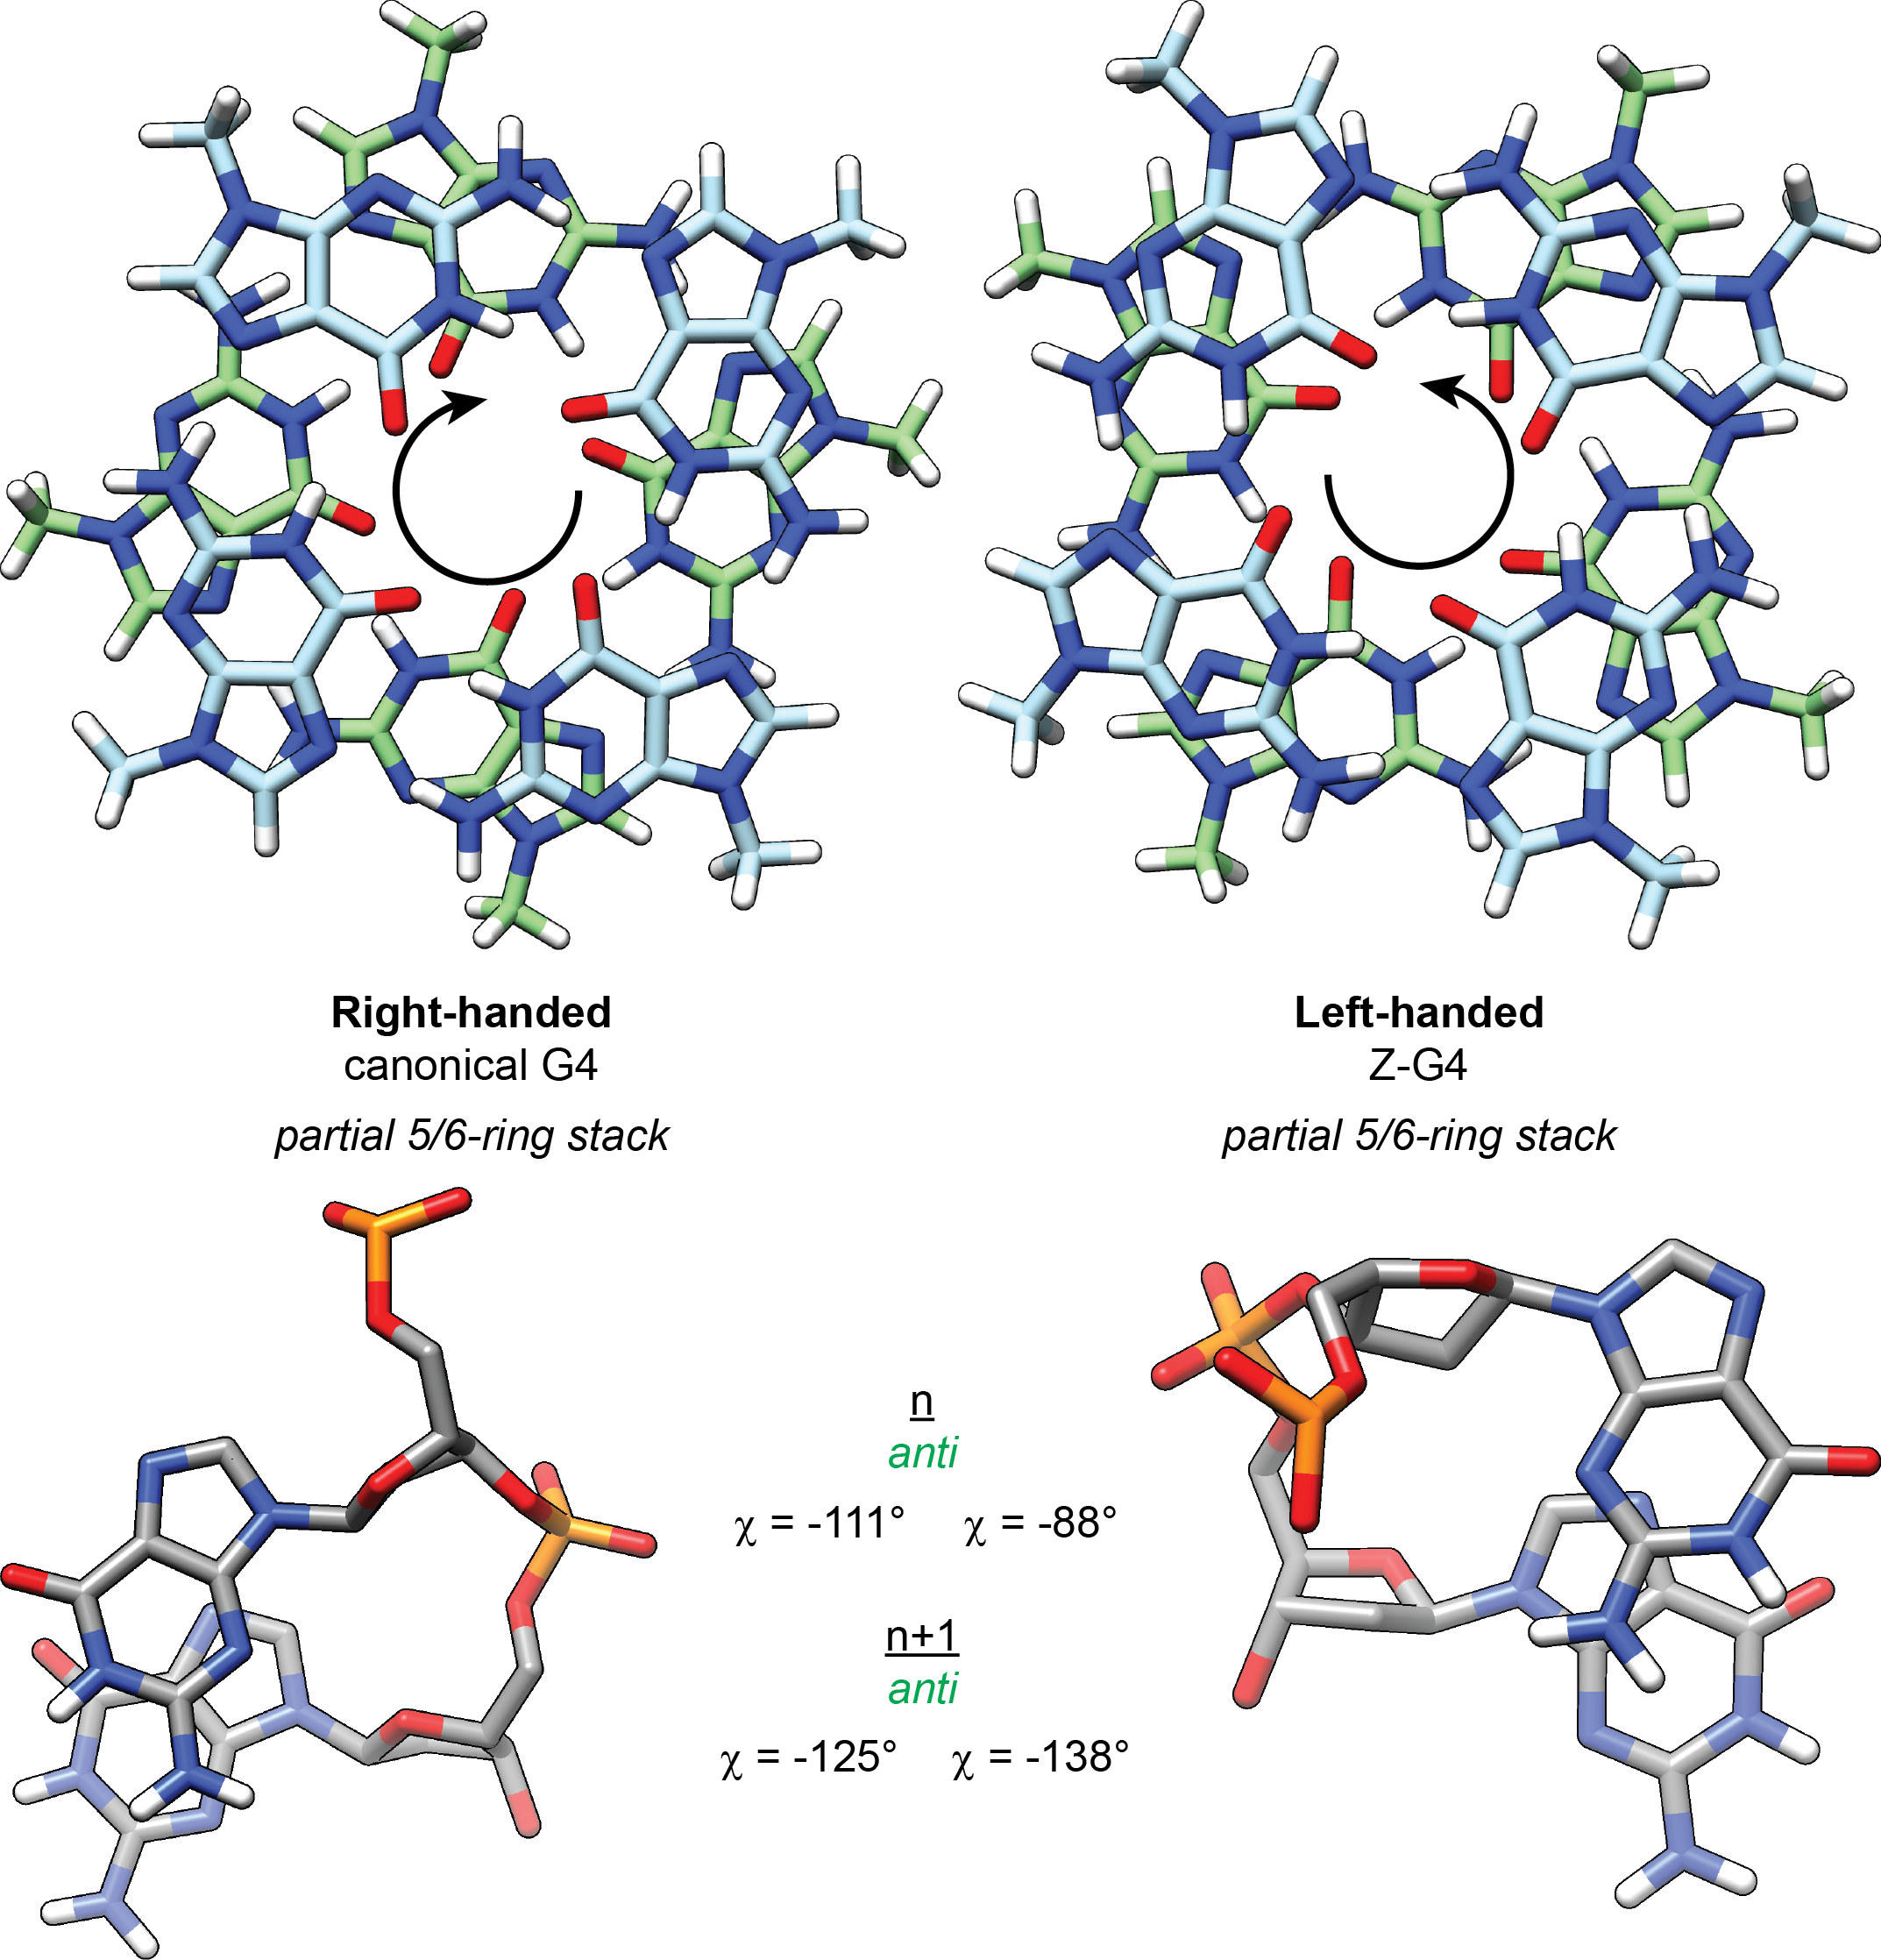 Right-handed
canonical G4
partial 5/6-ring stack
Left-handed
Z-G4
partial 5/6-ring stack
n
anti
χ = -111° χ = -88°
n+1
anti
χ = -125° χ = -138°